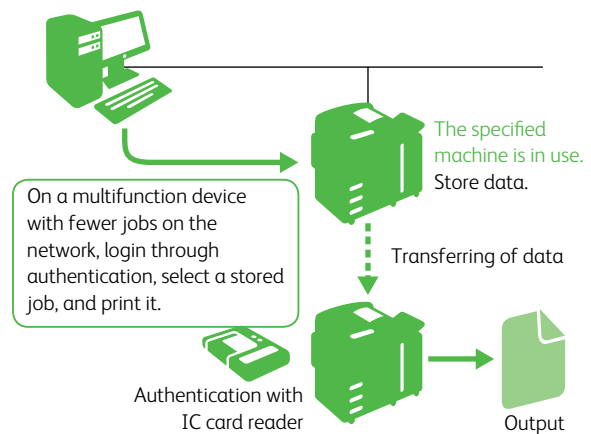 The specified
machine is in use.
Store data.
On a multifunction device
with fewer jobs on the
network, login through
authentication, select a stored
job, and print it.
Transferring of data
Authentication with
IC card reader
Output